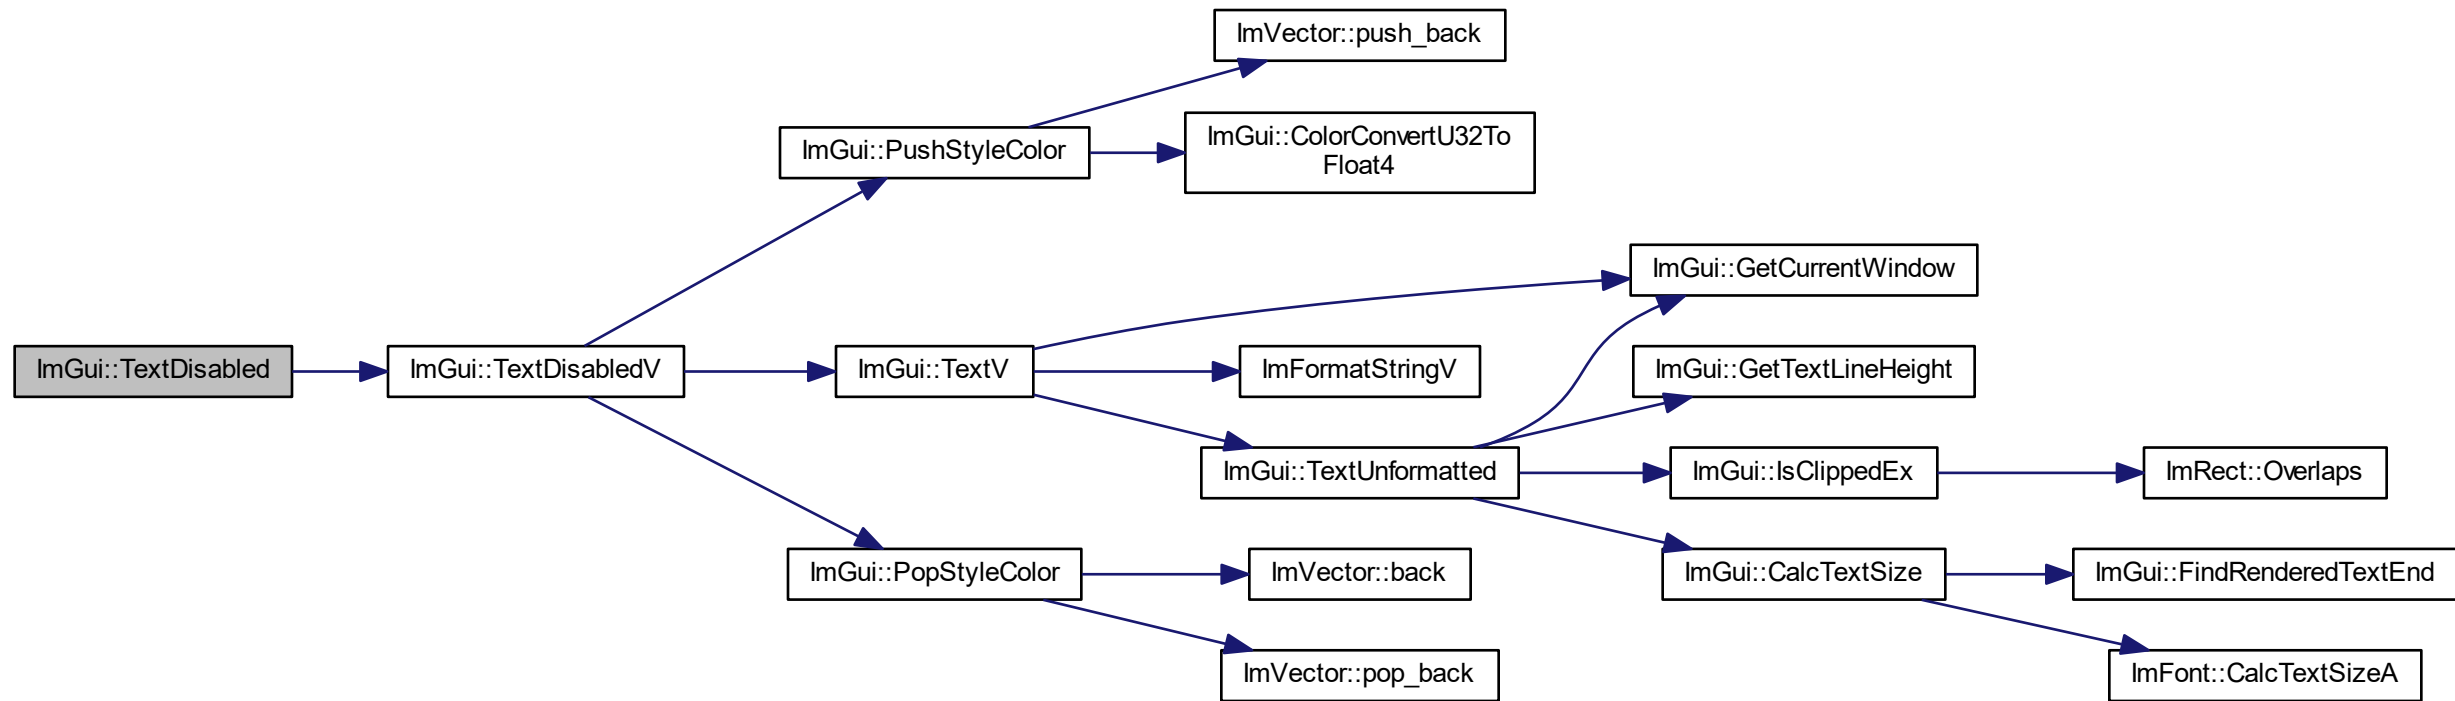 ImVector::push_back
ImGui::PushStyleColor
ImGui::ColorConvertU32To
Float4
ImGui::GetCurrentWindow
ImGui::TextDisabled
ImGui::TextDisabledV
ImGui::TextV
ImFormatStringV
ImGui::GetTextLineHeight
ImGui::TextUnformatted
ImGui::IsClippedEx
ImRect::Overlaps
ImGui::PopStyleColor
ImVector::back
ImGui::CalcTextSize
ImGui::FindRenderedTextEnd
ImVector::pop_back
ImFont::CalcTextSizeA